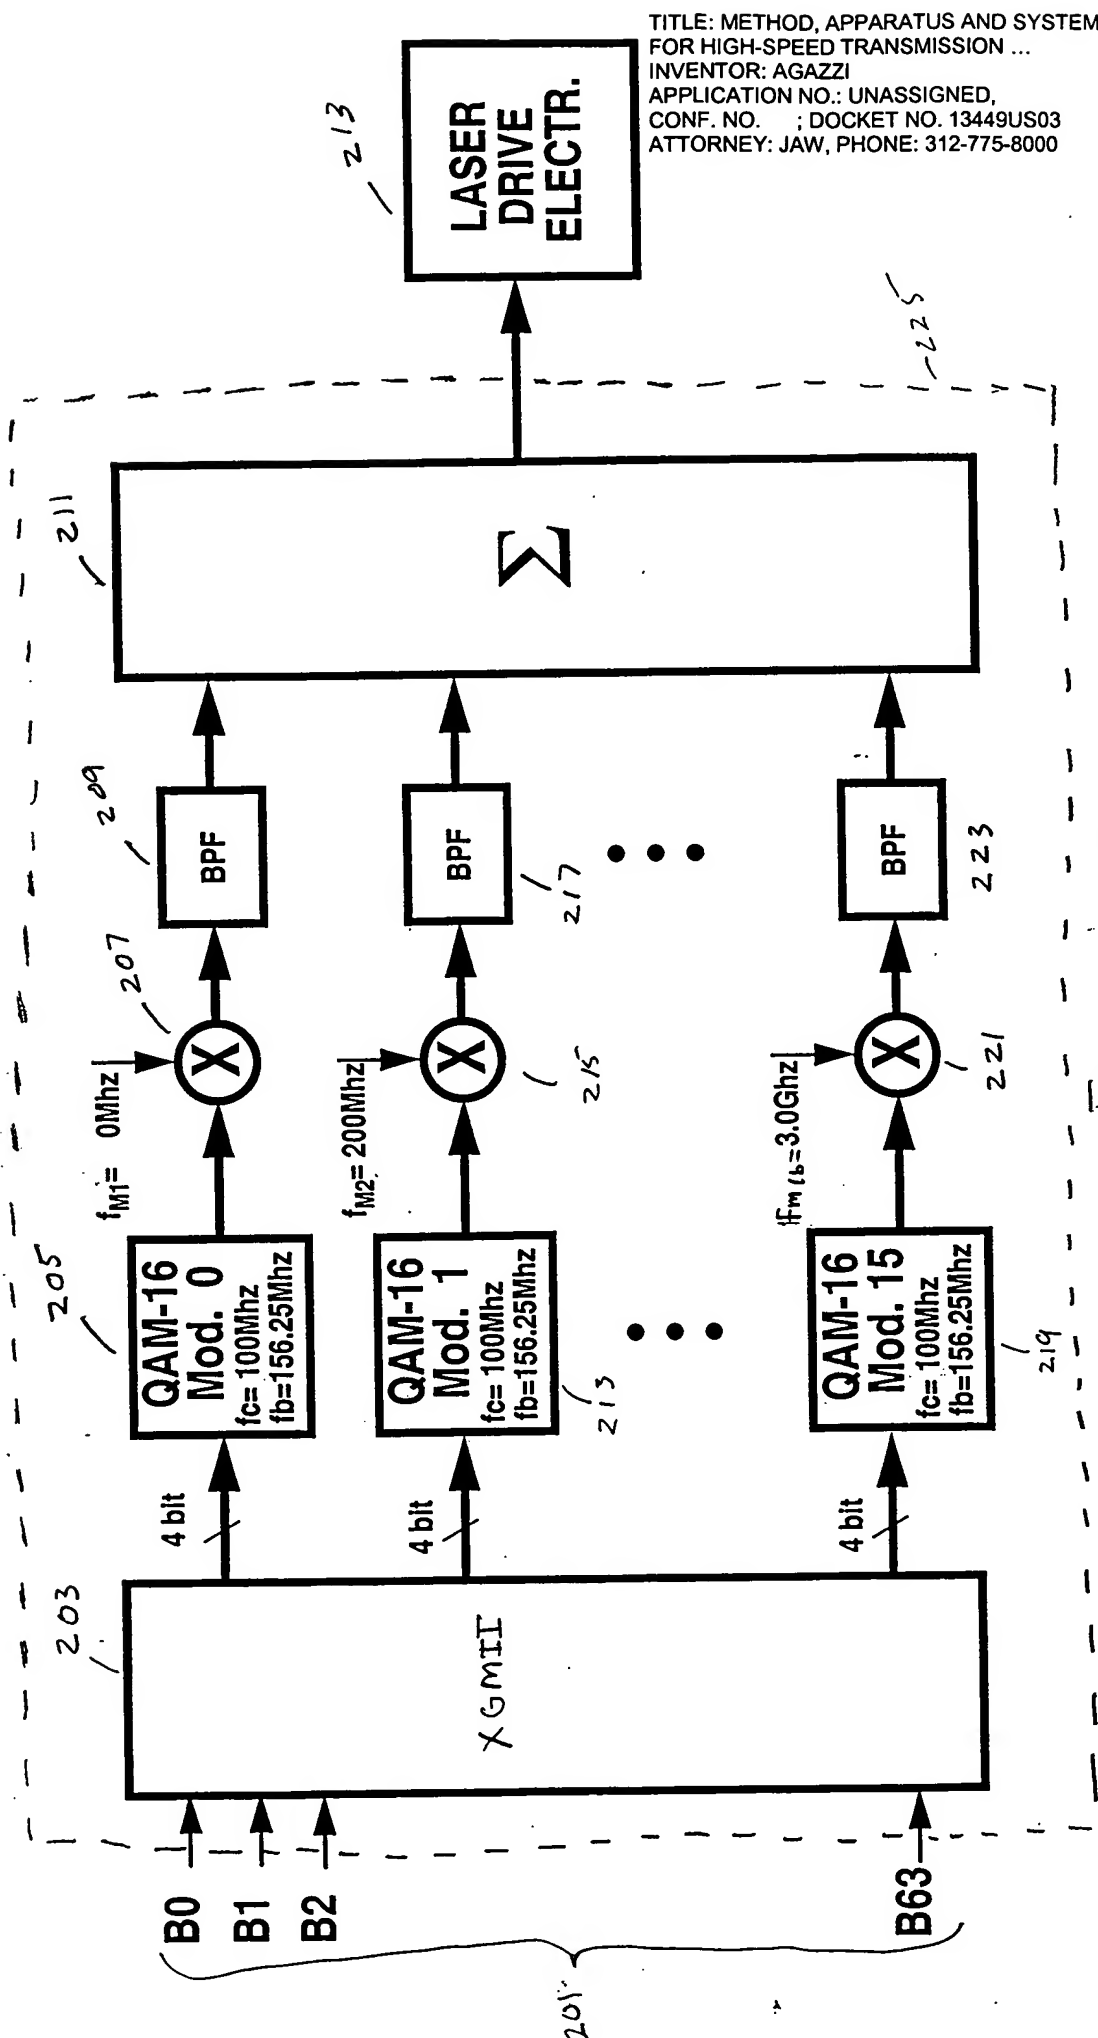 TITLE: METHOD, APPARATUS AND SYSTEM
FOR HIGH-SPEED TRANSMISSION ...
INVENTOR: AGAZZI
APPLICATION NO.: UNASSIGNED,
CONF. NO. ; DOCKET NO. 13449US03
ATTORNEY: JAW, PHONE: 312-775-8000
B0
B1
B2
B63
201
203
XGMII
4 bit
4 bit
4 bit
205
QAM-16
Mod. 0
fc= 100Mhz
fb=156.25Mhz
QAM-16
Mod. 1
fc= 100Mhz
fb=156.25Mhz
213
QAM-16
Mod. 15
fc= 100Mhz
fb=156.25Mhz
219
fM1= 0Mhz
207
X
fM2= 200Mhz
X
215
Fm16=3.0Ghz
X
221
209
BPF
BPF
217
BPF
223
211
Σ
225
213
LASER
DRIVE
ELECTR.